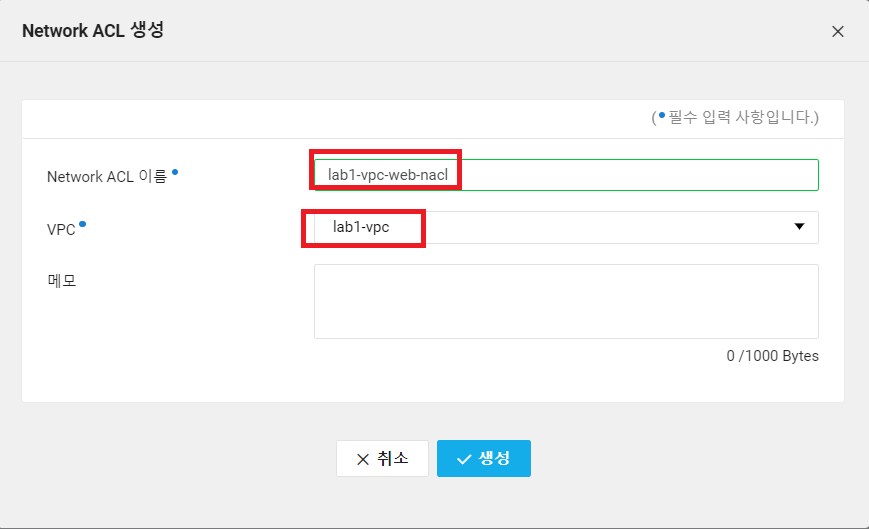 Network ACL 생성
(●필수 입력 사항입니다.)
Network ACL 이름●
lab1-vpc-web-nacl
VPC●
lab1-vpc
메모
0 /1000 Bytes
취소
생성